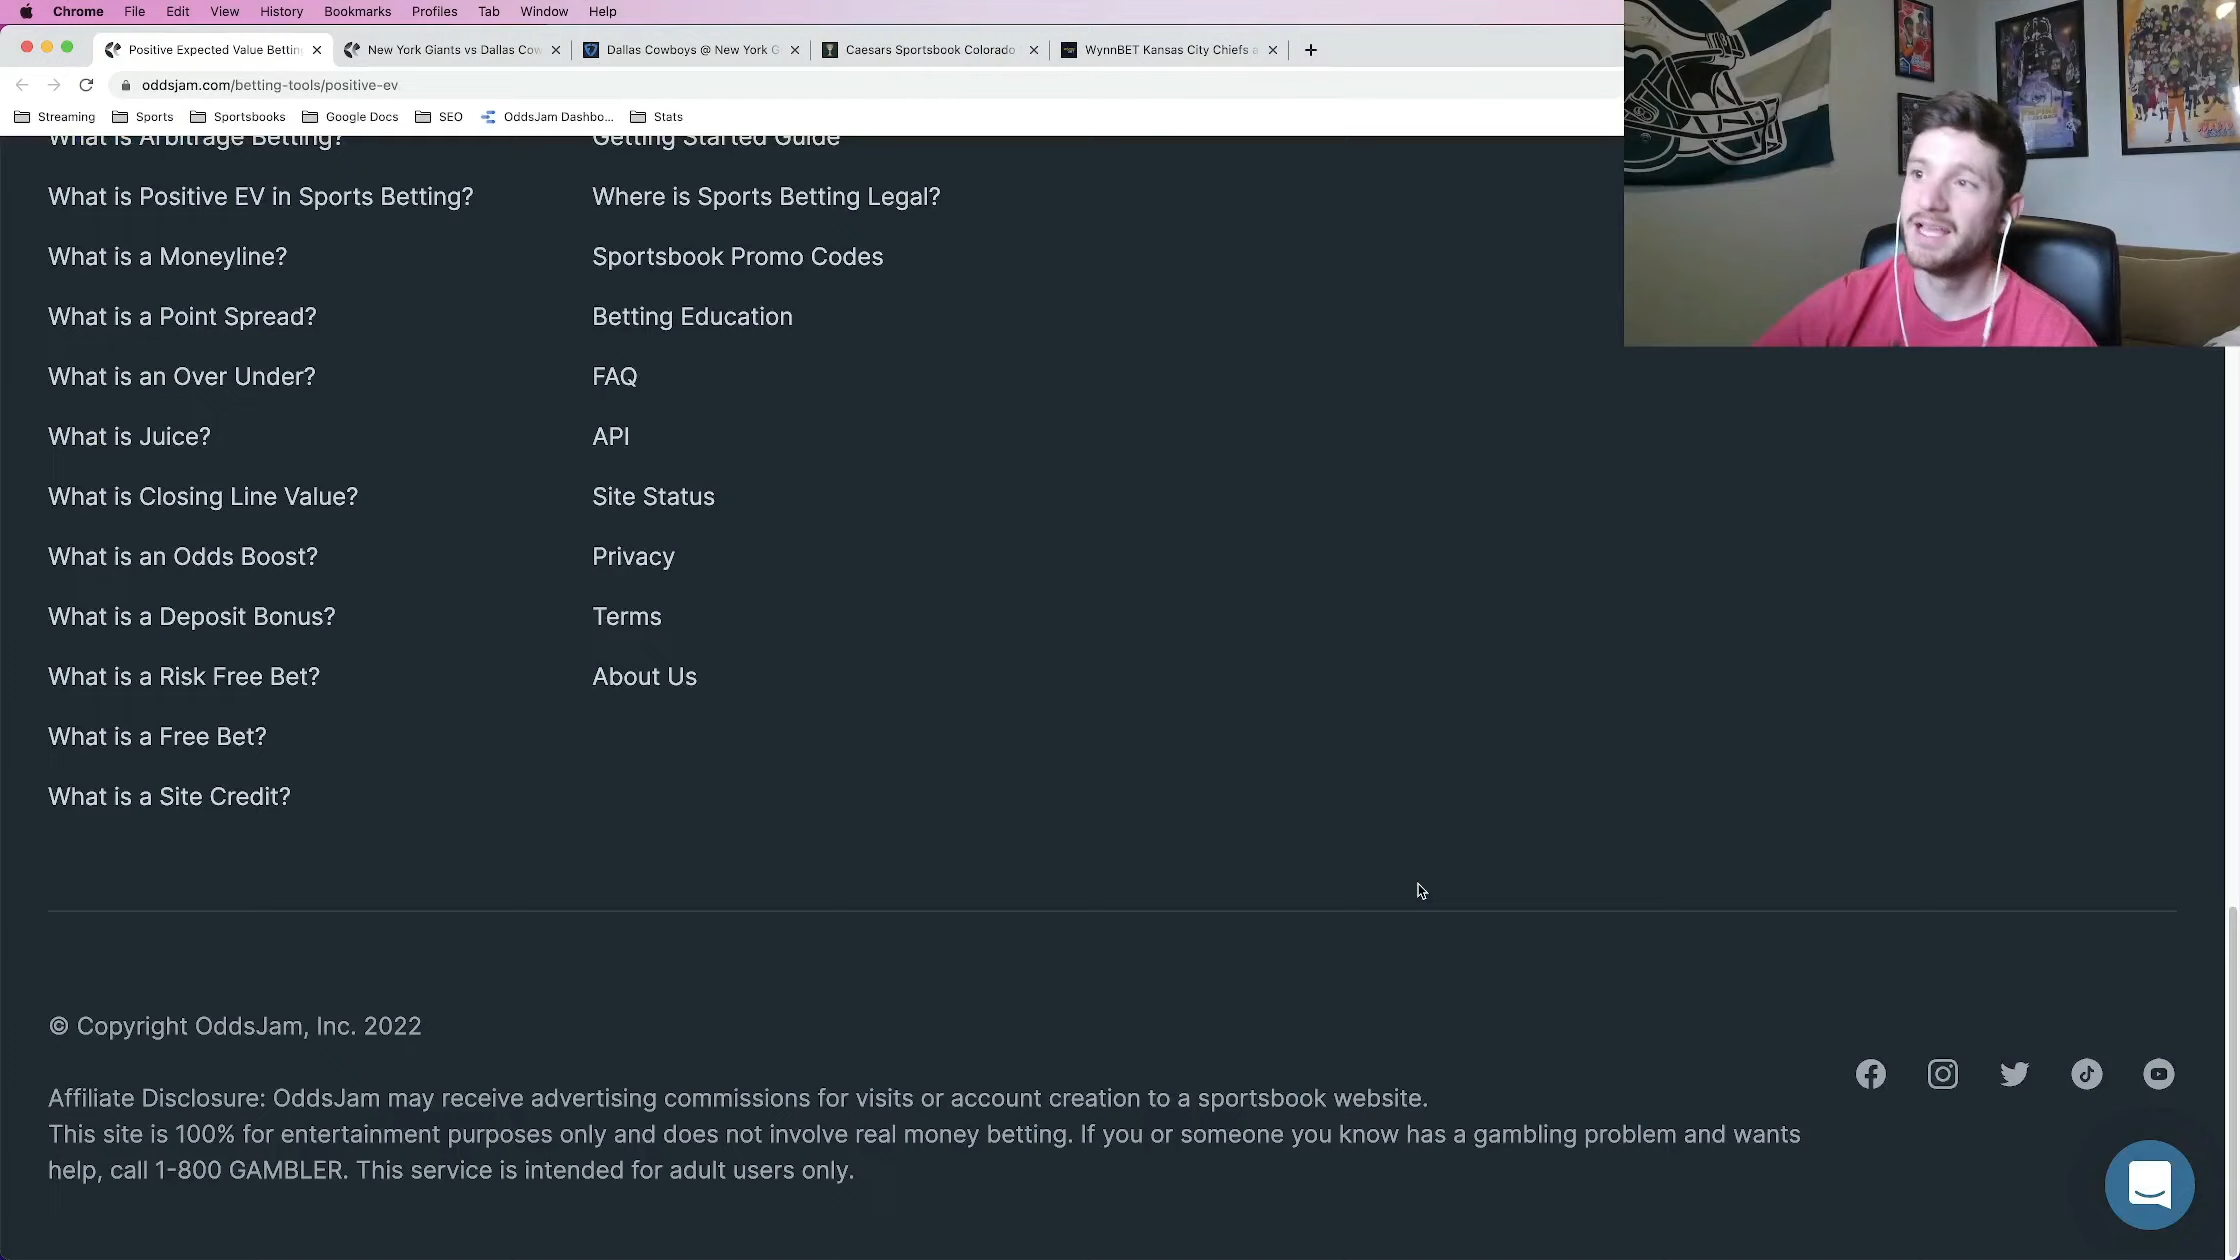 Chrome File Edit View History Bookmarks Profiles Tab Window Help
Positive Expected Value Bettin New York Giants vs Dallas Cow Dallas Cowboys @ New York G Caesars Sportsbook Colorado WynnBET Kansas City Chiefs a
oddsjam.com/betting-tools/positive-ev
Streaming Sports Sportsbooks Google Docs SEO OddsJam Dashbo... Stats
What is Arbitrage Betting?
What is Positive EV in Sports Betting?
What is a Moneyline?
What is a Point Spread?
What is an Over Under?
What is Juice?
What is Closing Line Value?
What is an Odds Boost?
What is a Deposit Bonus?
What is a Risk Free Bet?
What is a Free Bet?
What is a Site Credit?
Getting Started Guide
Where is Sports Betting Legal?
Sportsbook Promo Codes
Betting Education
FAQ
API
Site Status
Privacy
Terms
About Us
© Copyright OddsJam, Inc. 2022
Affiliate Disclosure: OddsJam may receive advertising commissions for visits or account creation to a sportsbook website.
This site is 100% for entertainment purposes only and does not involve real money betting. If you or someone you know has a gambling problem and wants
help, call 1-800 GAMBLER. This service is intended for adult users only.